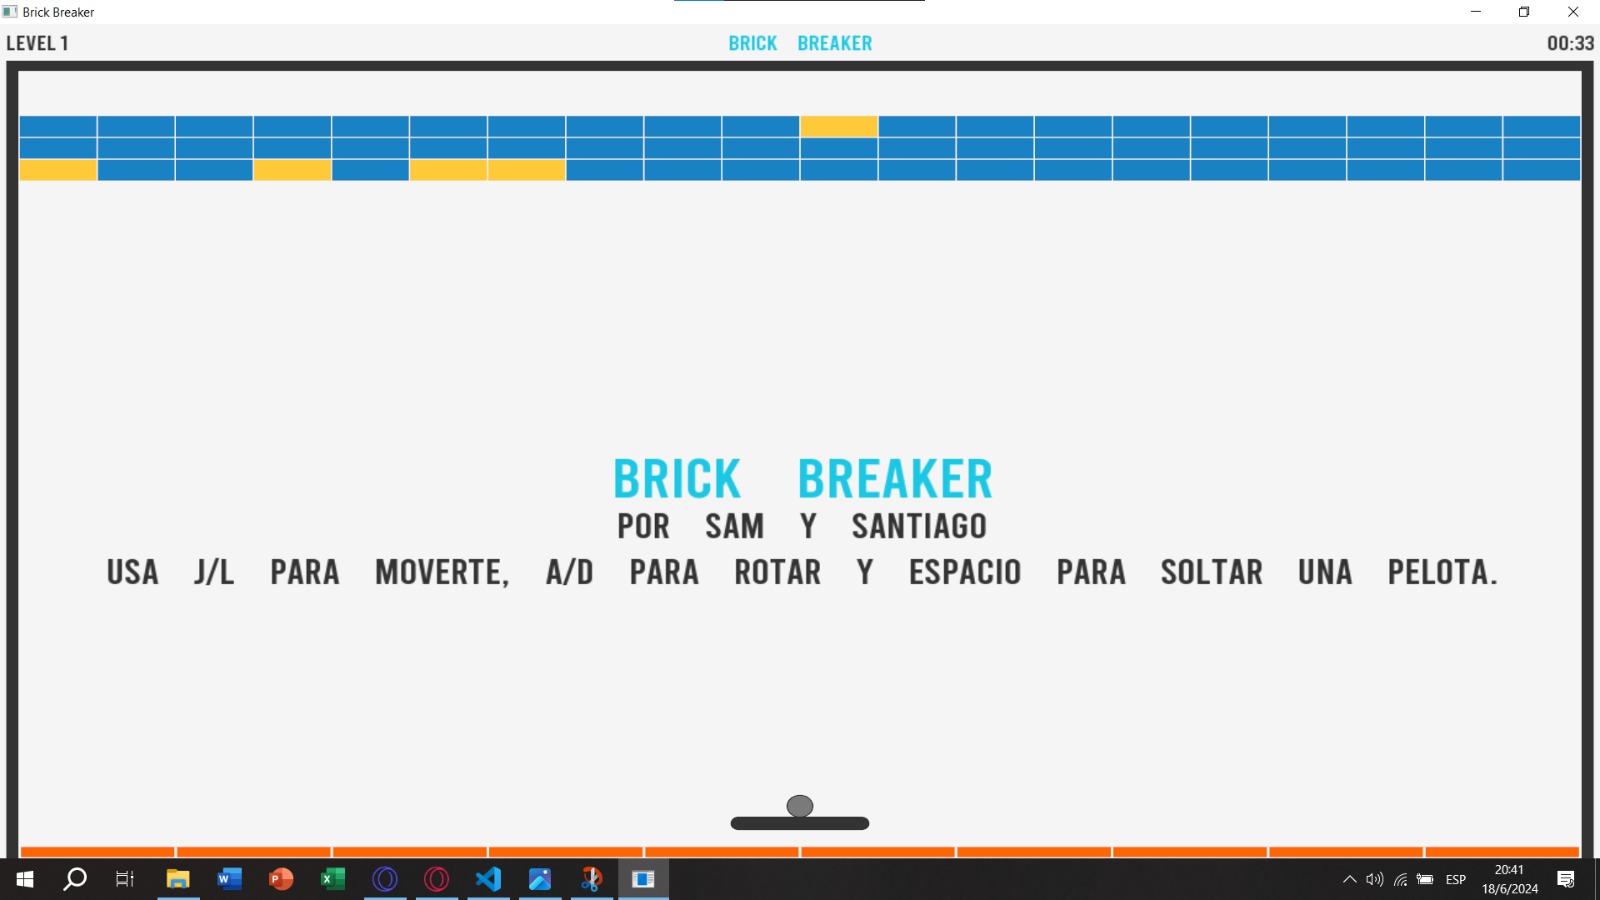 Brick Breaker
LEVEL 1 BRICK BREAKER 00:33
BRICK BREAKER
POR SAM Y SANTIAGO
USA J/L PARA MOVERTE, A/D PARA ROTAR Y ESPACIO PARA SOLTAR UNA PELOTA.
ESP 20:41
18/6/2024